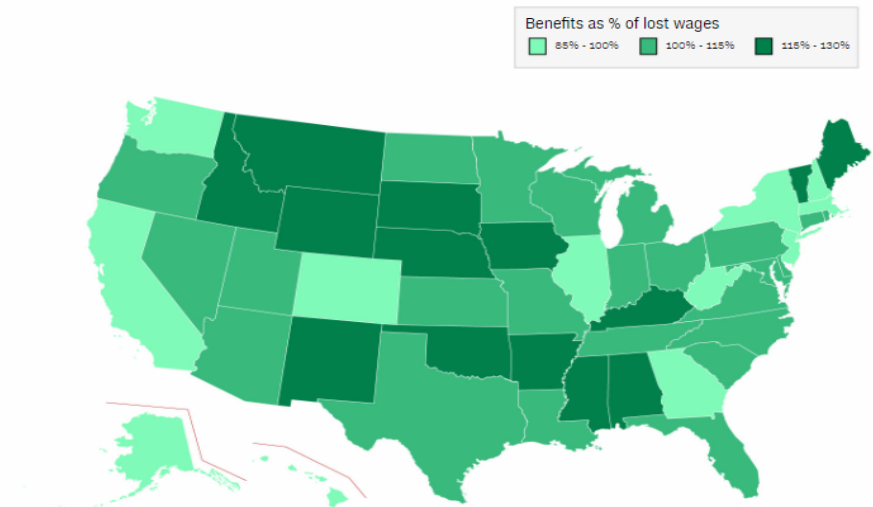 Benefits as % of lost wages
85% - 100%
100% - 115%
115% - 130%